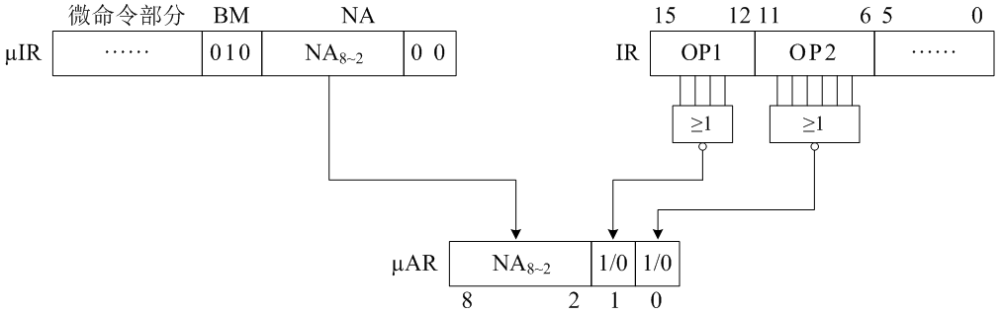 微命令部分 BM NA 15 12 11 6 5 0
μIR …… 010 NA8~2 0 0 IR OP1 OP2 ……
≥1 ≥1
μAR NA8~2 1/0 1/0
8 2 1 0